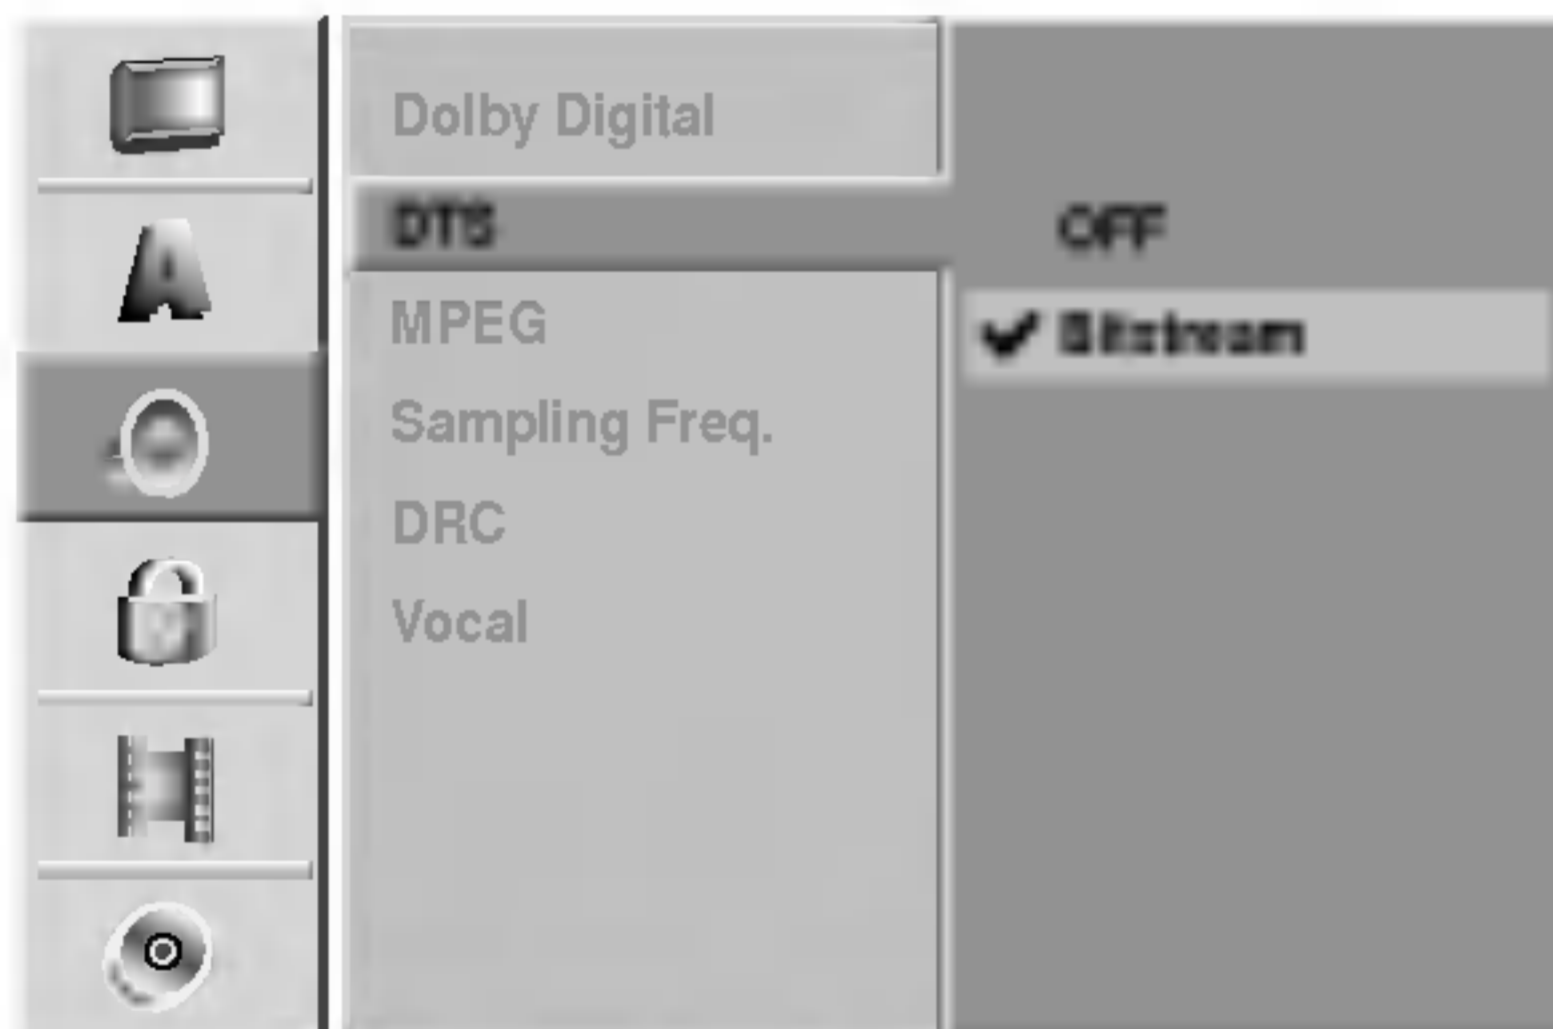 Dolby Digital
DTS
OFF
MPEG
Bitstream
Sampling Freq.
DRC
Vocal